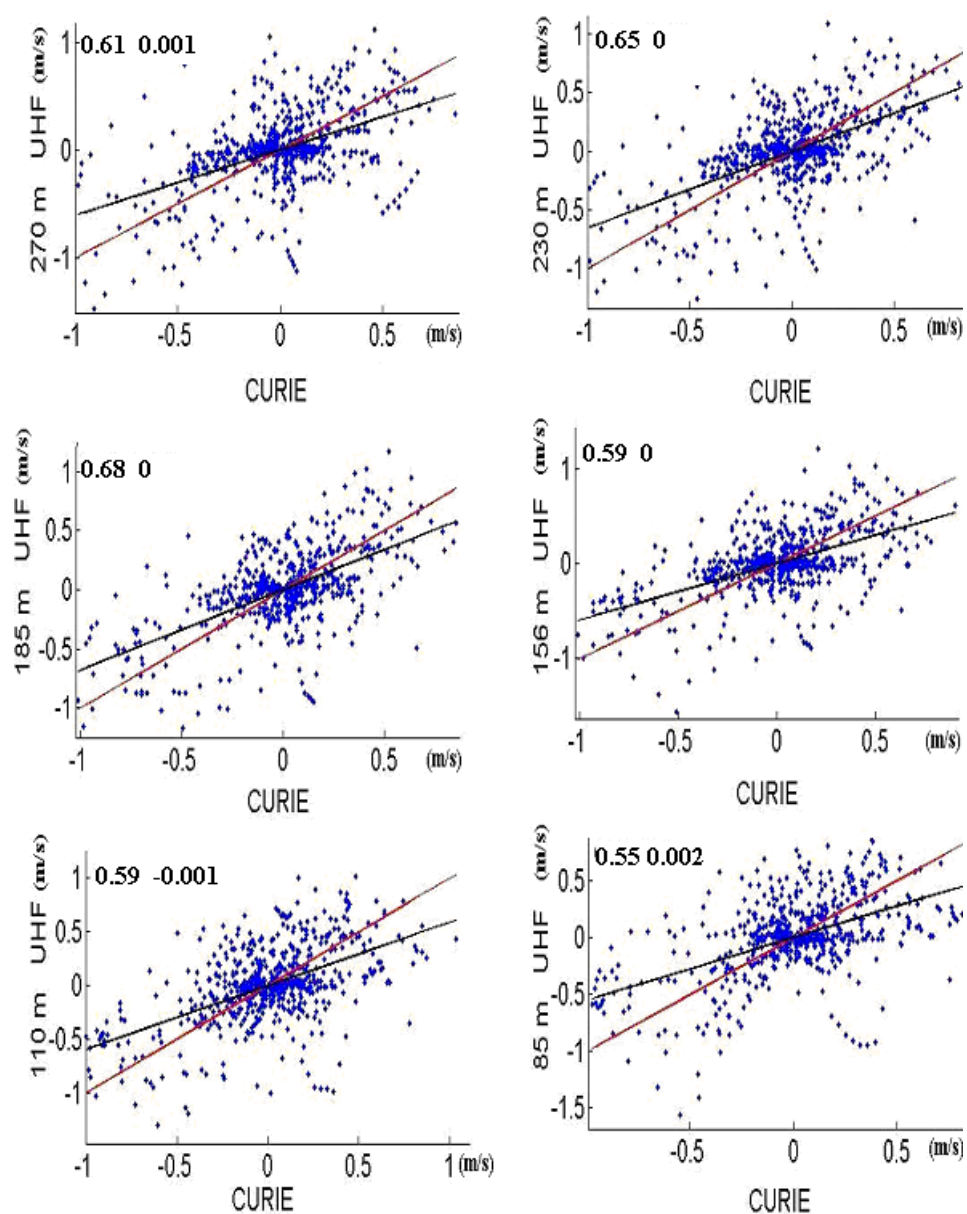 0.61 0.001
270 m UHF (m/s)
1
0
-1
-1 -0.5 0 0.5 (m/s)
CURIE
0.65 0
230 m UHF (m/s)
1
0.5
0
-0.5
-1
-1 -0.5 0 0.5 (m/s)
CURIE
0.68 0
185 m UHF (m/s)
1
0.5
0
-0.5
-1
-1 -0.5 0 0.5 (m/s)
CURIE
0.59 0
156 m UHF (m/s)
1
0
-1
-1 -0.5 0 0.5 (m/s)
CURIE
0.59 -0.001
110 m UHF (m/s)
1
0.5
0
-0.5
-1
-1 -0.5 0 0.5 1 (m/s)
CURIE
0.55 0.002
85 m UHF (m/s)
0.5
0
-0.5
-1
-1.5
-0.5 0 0.5 (m/s)
CURIE